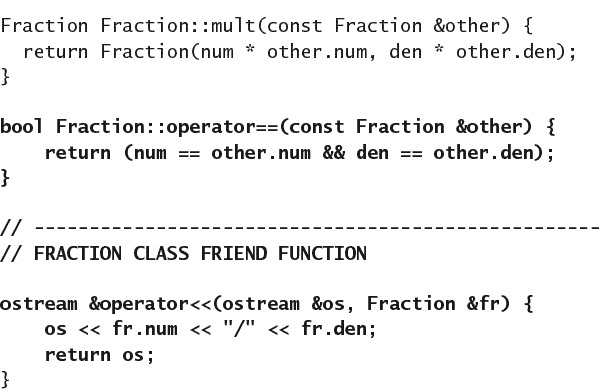 Fraction Fraction::mult(const Fraction &other) {
  return Fraction(num * other.num, den * other.den);
}

bool Fraction::operator==(const Fraction &other) {
    return (num == other.num && den == other.den);
}

// ---------------------------------------------------
// FRACTION CLASS FRIEND FUNCTION

ostream &operator<<(ostream &os, Fraction &fr) {
    os << fr.num << "/" << fr.den;
    return os;
}